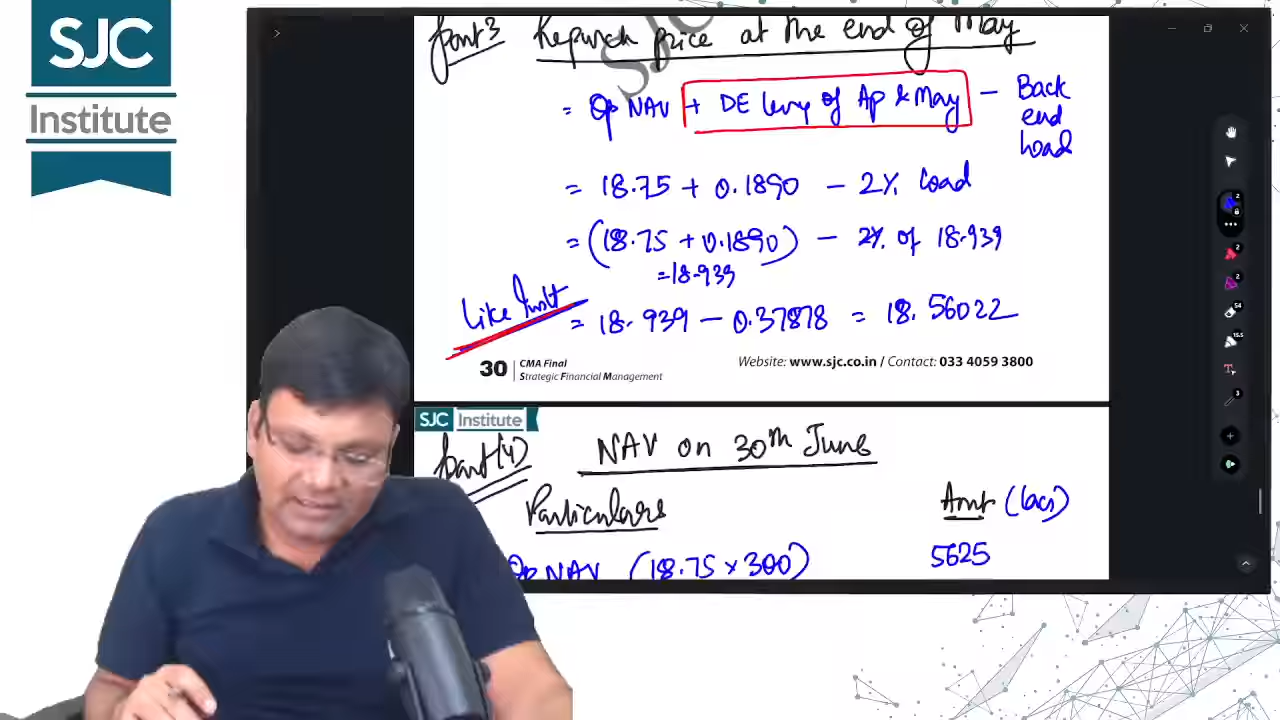 SJC
Institute
SJC
Part 3 Repurch price at the end of May
= Op NAV + DE levy of Ap & May - Back end Load
= 18.75 + 0.1890 - 2% Load
= (18.75 + 0.1890) - 2% of 18.939
= 18.939
= 18.939 - 0.37878 = 18.56022
30 CMA Final
Strategic Financial Management
Website: www.sjc.co.in / Contact: 033 4059 3800
SJC Institute
Part (4) NAV on 30th June
Particulars Amt (lacs)
Op NAV (18.75 × 300) 5625